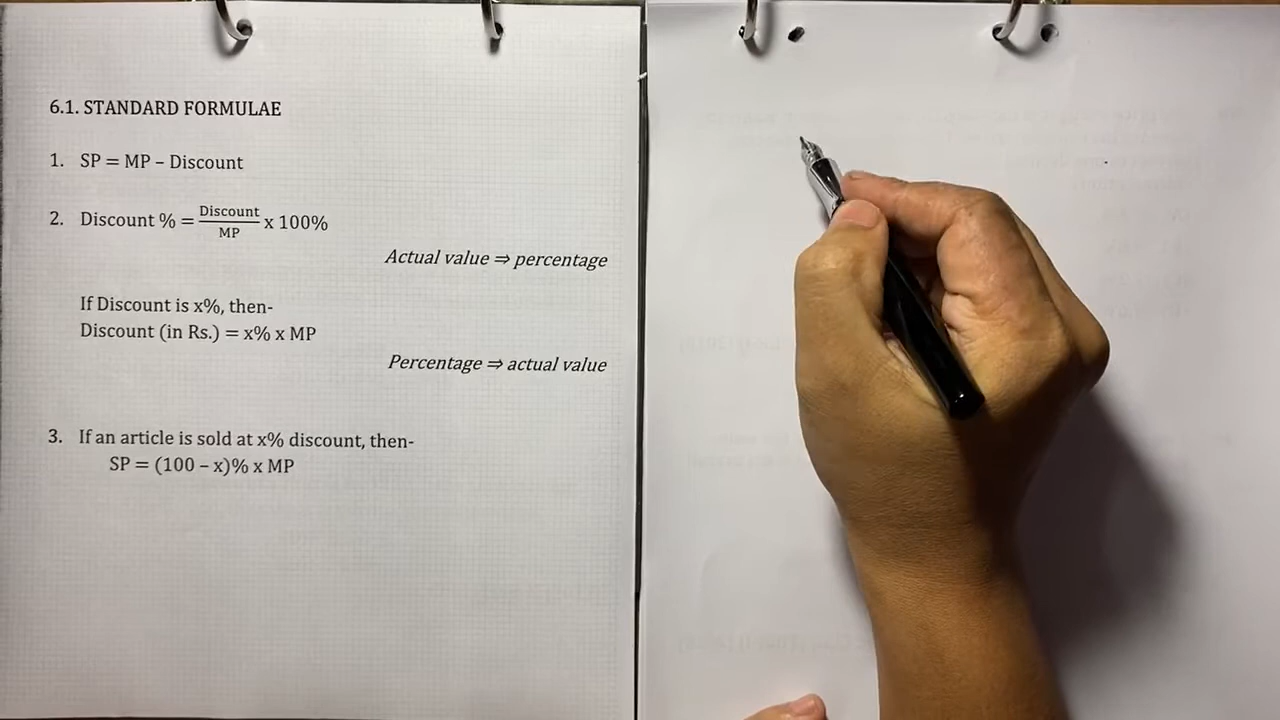 6.1. STANDARD FORMULAE
1. SP = MP – Discount
2. Discount % = Discount/MP x 100%
Actual value ⇒ percentage
If Discount is x%, then-
Discount (in Rs.) = x% x MP
Percentage ⇒ actual value
3. If an article is sold at x% discount, then-
SP = (100 – x)% x MP